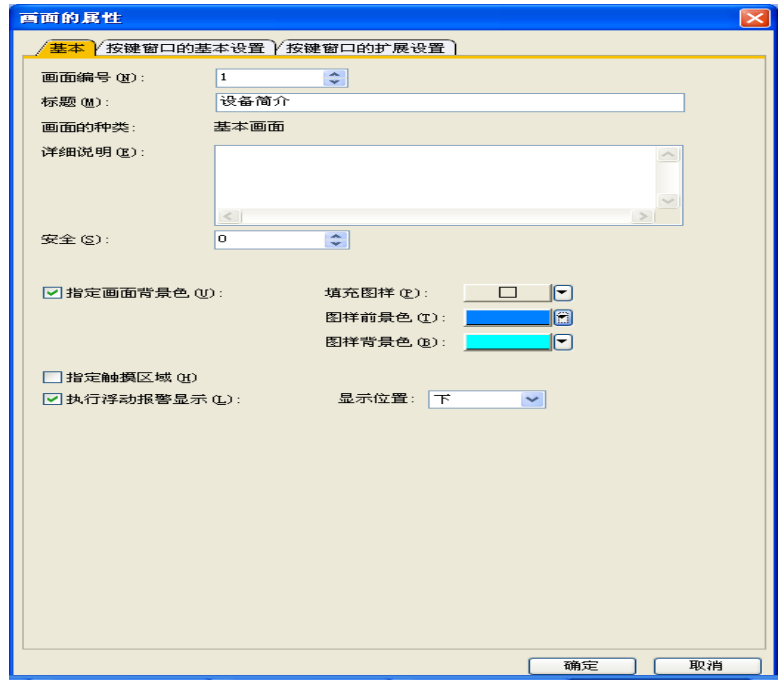 画面的属性
基本 按键窗口的基本设置 按键窗口的扩展设置
画面编号(N): 1
标题(M): 设备简介
画面的种类: 基本画面
详细说明(E):
安全(S): 0
指定画面背景色(U): 填充图样(P):
图样前景色(I):
图样背景色(B):
指定触摸区域(H)
执行浮动报警显示(L): 显示位置: 下
确定 取消